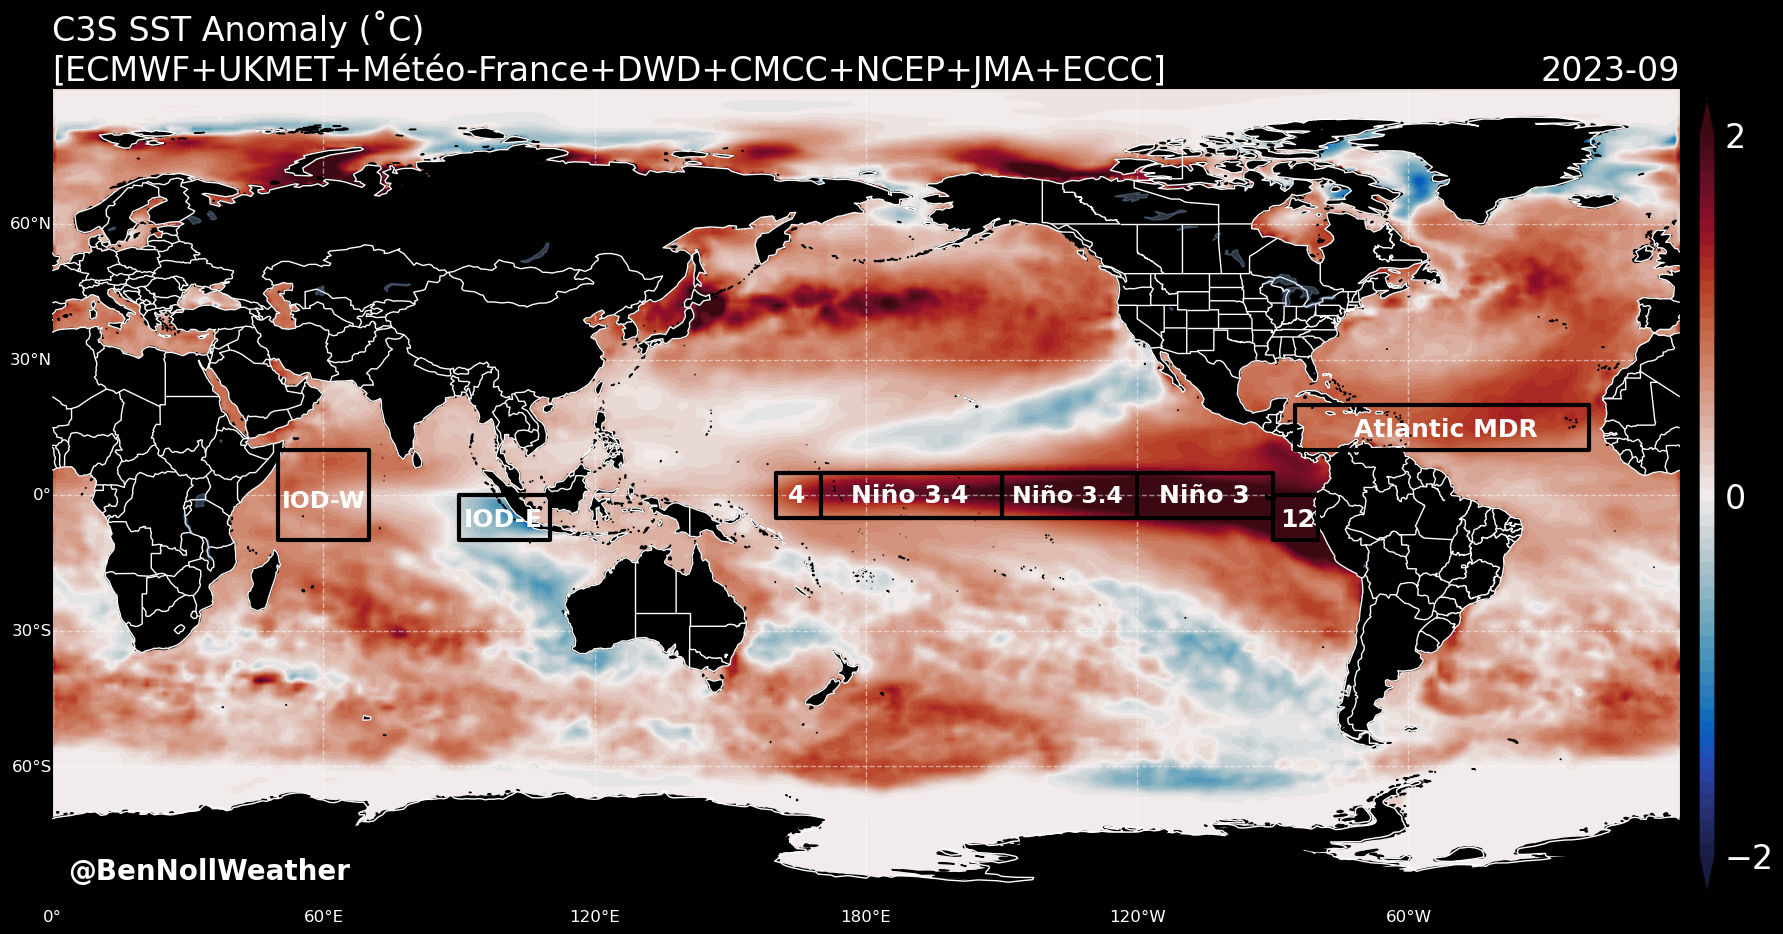 C3S SST Anomaly (˚C)
[ECMWF+UKMET+Météo-France+DWD+CMCC+NCEP+JMA+ECCC] 2023-09
2
60°N
30°N
Atlantic MDR
0°
IOD-W
IOD-E
4
Niño 3.4
Niño 3.4
Niño 3
12
0
30°S
60°S
−2
@BenNollWeather
0° 60°E 120°E 180°E 120°W 60°W